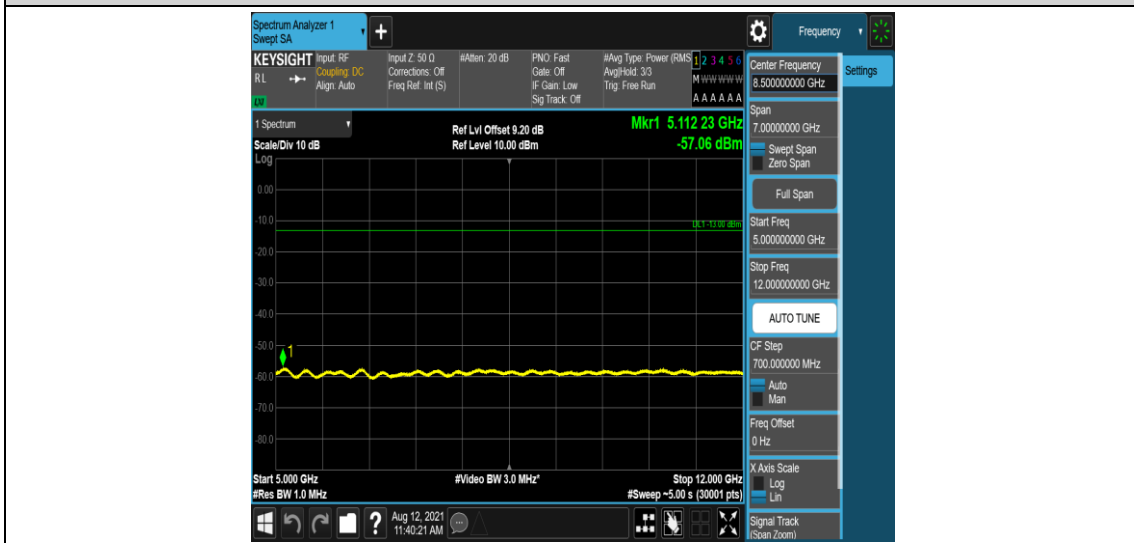 Spectrum Analyzer 1
Swept SA
+
Frequency
KEYSIGHT
RL
LXI
Input: RF
Coupling: DC
Align: Auto
Input Z: 50 Ω
Corrections: Off
Freq Ref: Int (S)
#Atten: 20 dB
PNO: Fast
Gate: Off
IF Gain: Low
Sig Track: Off
#Avg Type: Power (RMS
Avg|Hold: 3/3
Trig: Free Run
1 2 3 4 5 6
M W W W W W
A A A A A A
1 Spectrum
Scale/Div 10 dB
Ref Lvl Offset 9.20 dB
Ref Level 10.00 dBm
Mkr1 5.112 23 GHz
-57.06 dBm
Log
0.00
-10.0
DL1 -13.00 dBm
-20.0
-30.0
-40.0
-50.0
1
-60.0
-70.0
-80.0
Start 5.000 GHz
#Res BW 1.0 MHz
#Video BW 3.0 MHz*
Stop 12.000 GHz
#Sweep ~5.00 s (30001 pts)
Center Frequency
8.500000000 GHz
Settings
Span
7.00000000 GHz
Swept Span
Zero Span
Full Span
Start Freq
5.000000000 GHz
Stop Freq
12.000000000 GHz
AUTO TUNE
CF Step
700.000000 MHz
Auto
Man
Freq Offset
0 Hz
X Axis Scale
Log
Lin
Signal Track
(Span Zoom)
?
Aug 12, 2021
11:40:21 AM